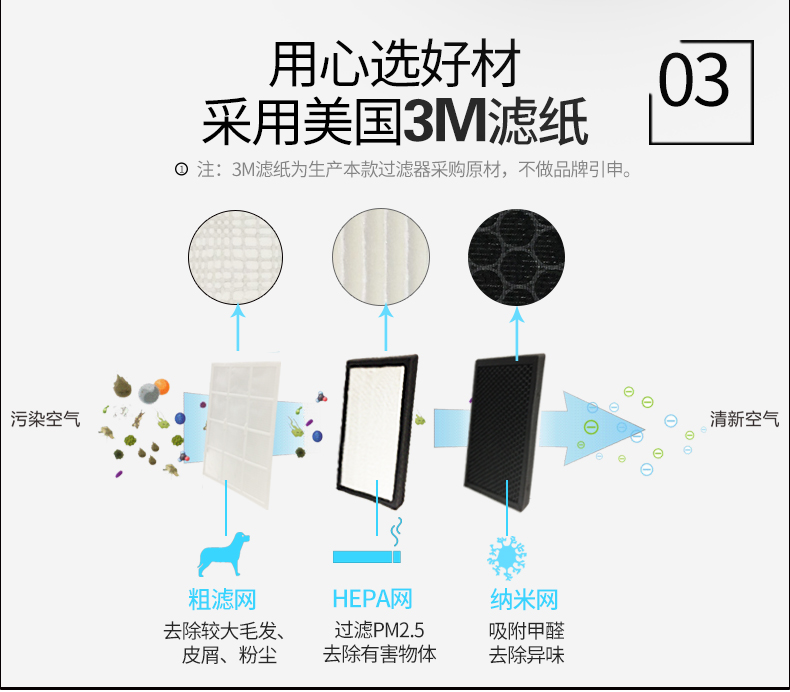 用心选好材
采用美国3M滤纸
03
① 注：3M滤纸为生产本款过滤器采购原材，不做品牌引申。
污染空气
清新空气
粗滤网
去除较大毛发、
皮屑、粉尘
HEPA网
过滤PM2.5
去除有害物体
纳米网
吸附甲醛
去除异味